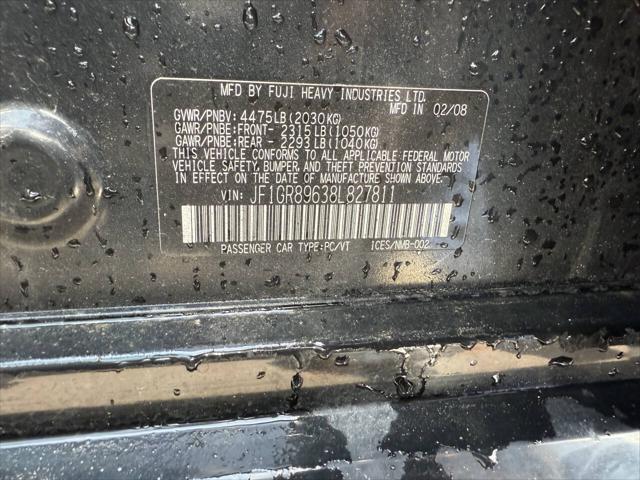 MFD BY FUJI HEAVY INDUSTRIES LTD.
MFD IN 02/08
GVWR/PNBV: 4475LB(2030KG)
GAWR/PNBE:FRONT- 2315LB(1050KG)
GAWR/PNBE:REAR - 2293LB(1040KG)
THIS VEHICLE CONFORMS TO ALL APPLICABLE FEDERAL MOTOR
VEHICLE SAFETY,BUMPER,AND THEFT PREVENTION STANDARDS
IN EFFECT ON THE DATE OF MANUFACTURE SHOWN ABOVE.
VIN: JF1GR89638L827811
PASSENGER CAR TYPE:PC/VT ICES/NMB-002